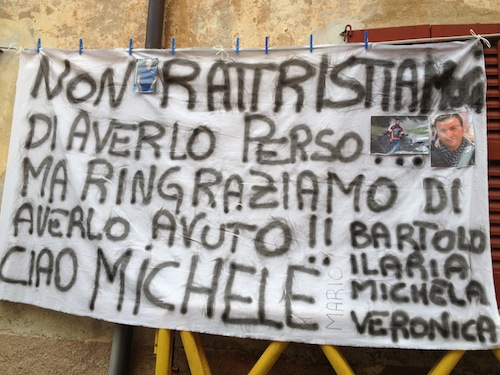 NON RATTRISTIAMOCI
DI AVERLO PERSO ....
MA RINGRAZIAMO DI
AVERLO AVUTO !!
CIAO MICHELE
MARIO
BARTOLO
ILARIA
MICHELA
VERONICA